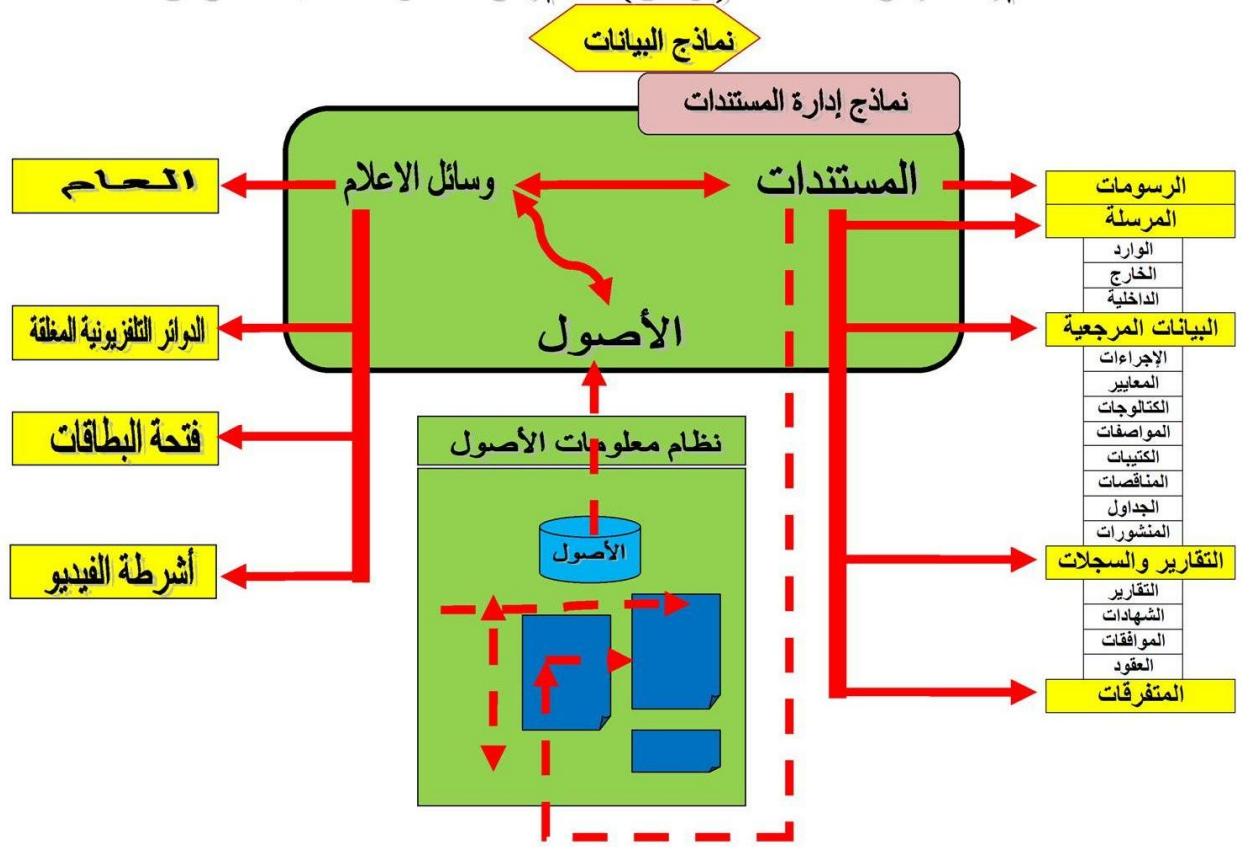 نماذج البيانات
نماذج إدارة المستندات
المستندات
وسائل الاعلام
الأصول
الرسومات
المرسلة
الوارد
الخارج
الداخلية
البيانات المرجعية
الإجراءات
المعايير
الكتالوجات
المواصفات
الكتيبات
المناقصات
الجداول
المنشورات
التقارير والسجلات
التقارير
الشهادات
الموافقات
العقود
المتفرقات
العام
الدوائر التلفزيونية المغلقة
فتحة البطاقات
أشرطة الفيديو
نظام معلومات الأصول
الأصول